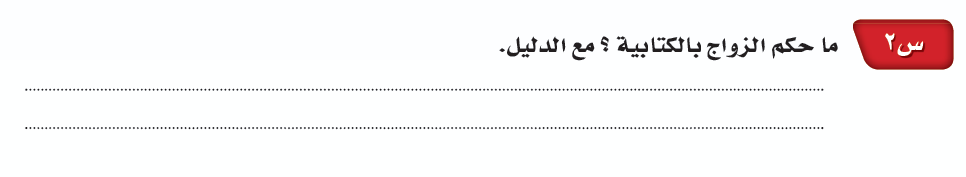 س٢ ما حكم الزواج بالكتابية ؟ مع الدليل.